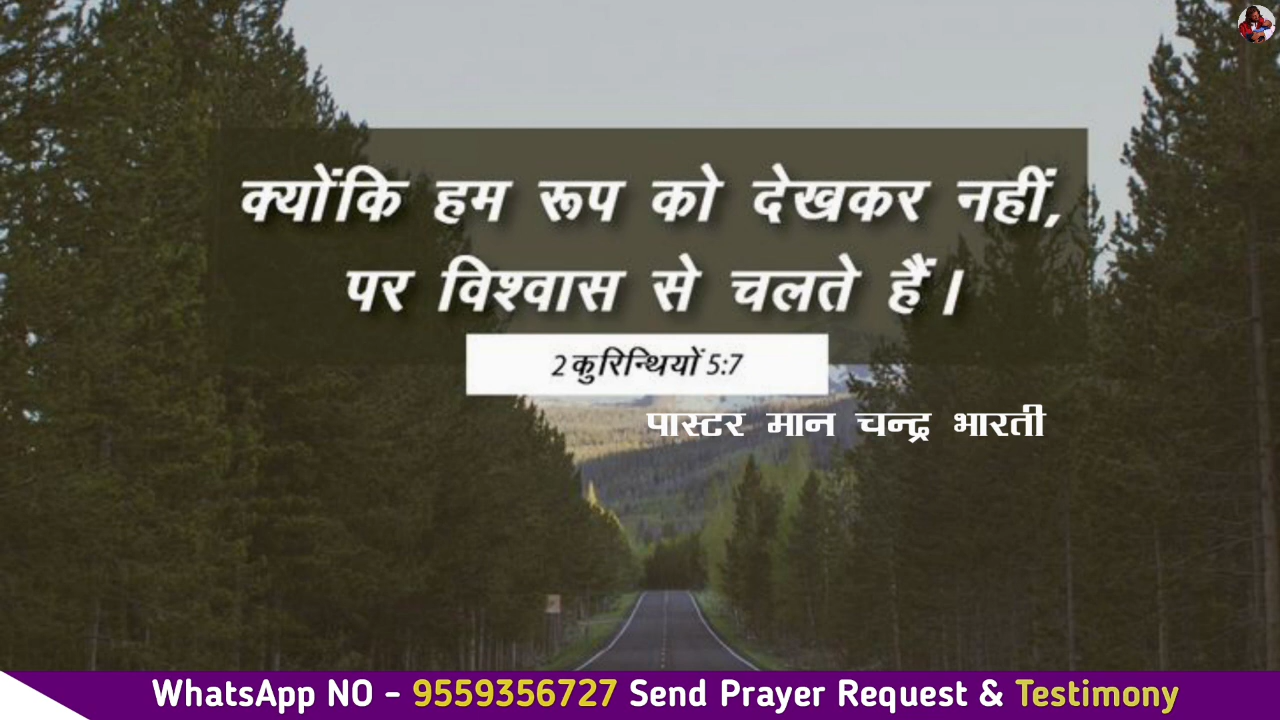 क्योंकि हम रूप को देखकर नहीं,
पर विश्वास से चलते हैं।
2 कुरिन्थियों 5:7
पास्टर मान चन्द्र भारती
WhatsApp NO - 9559356727 Send Prayer Request & Testimony